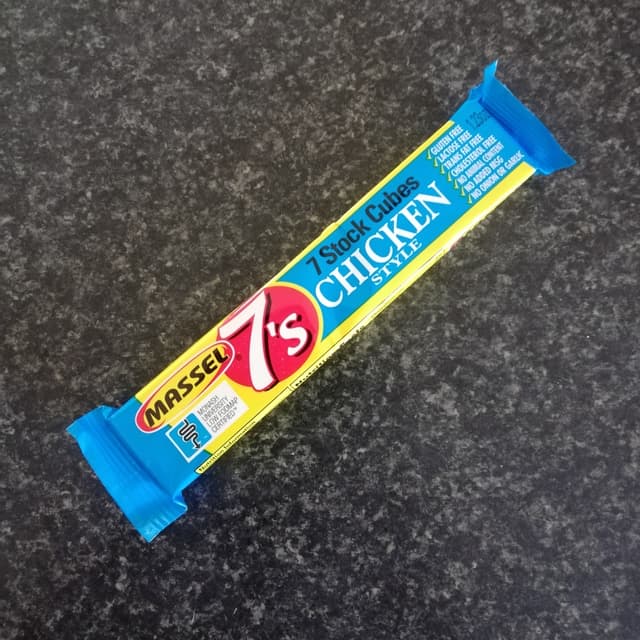 MASSEL
7's
7 Stock Cubes
CHICKEN
STYLE
MONASH
UNIVERSITY
LOW FODMAP
CERTIFIED™
GLUTEN FREE
LACTOSE FREE
TRANS FAT FREE
CHOLESTEROL FREE
NO ANIMAL CONTENT
NO ADDED MSG
NO ONION OR GARLIC